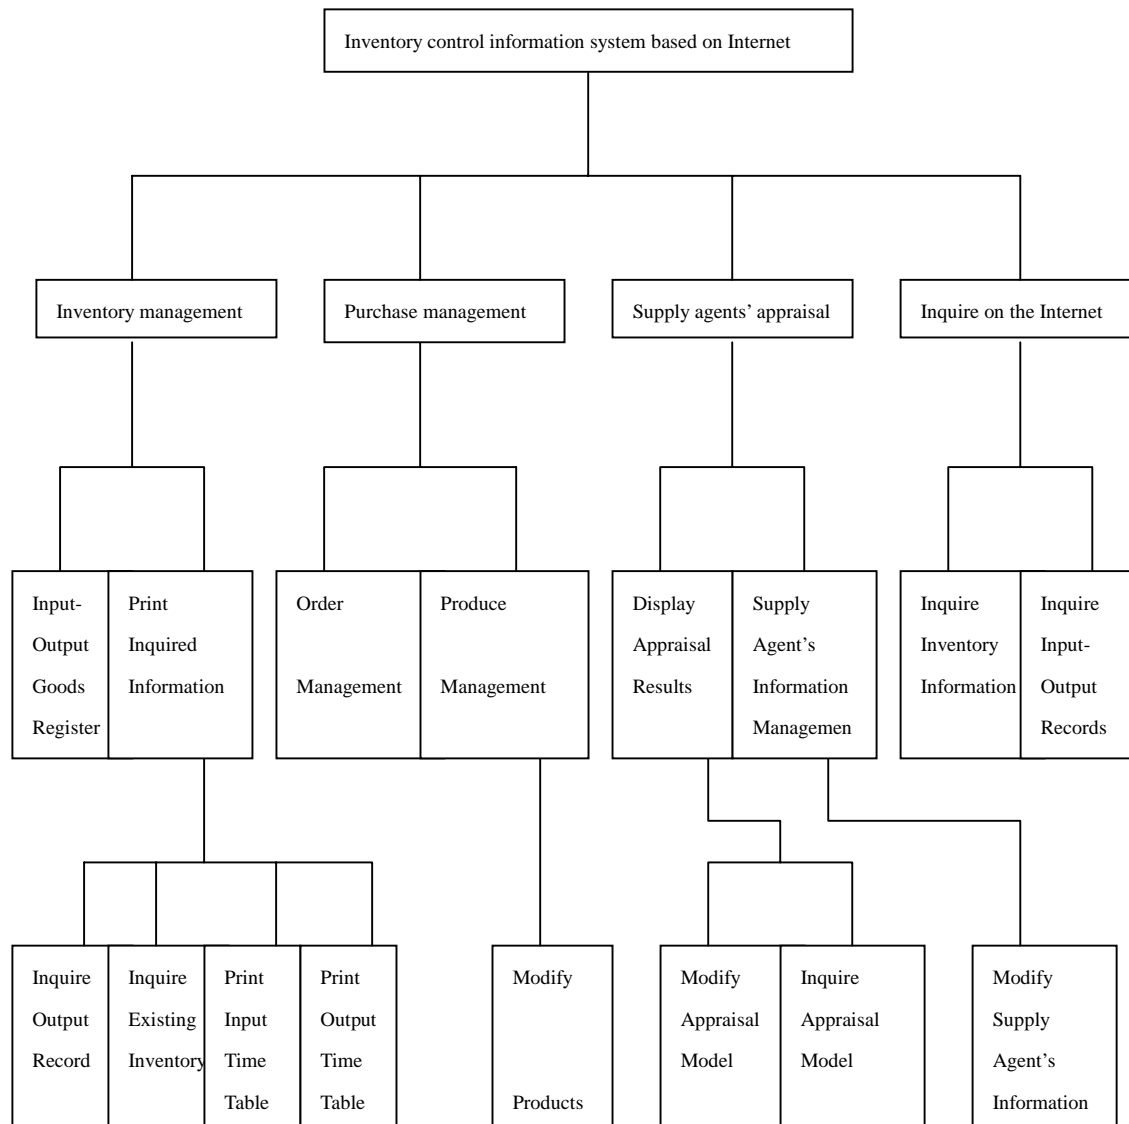 Inventory control information system based on Internet
Inventory management
Purchase management
Supply agents’ appraisal
Inquire on the Internet
Input-
Output
Goods
Register
Print
Inquired
Information
Order
Management
Produce
Management
Display
Appraisal
Results
Supply
Agent’s
Information
Managemen
Inquire
Inventory
Information
Inquire
Input-
Output
Records
Inquire
Output
Record
Inquire
Existing
Inventory
Print
Input
Time
Table
Print
Output
Time
Table
Modify
Products
Modify
Appraisal
Model
Inquire
Appraisal
Model
Modify
Supply
Agent’s
Information